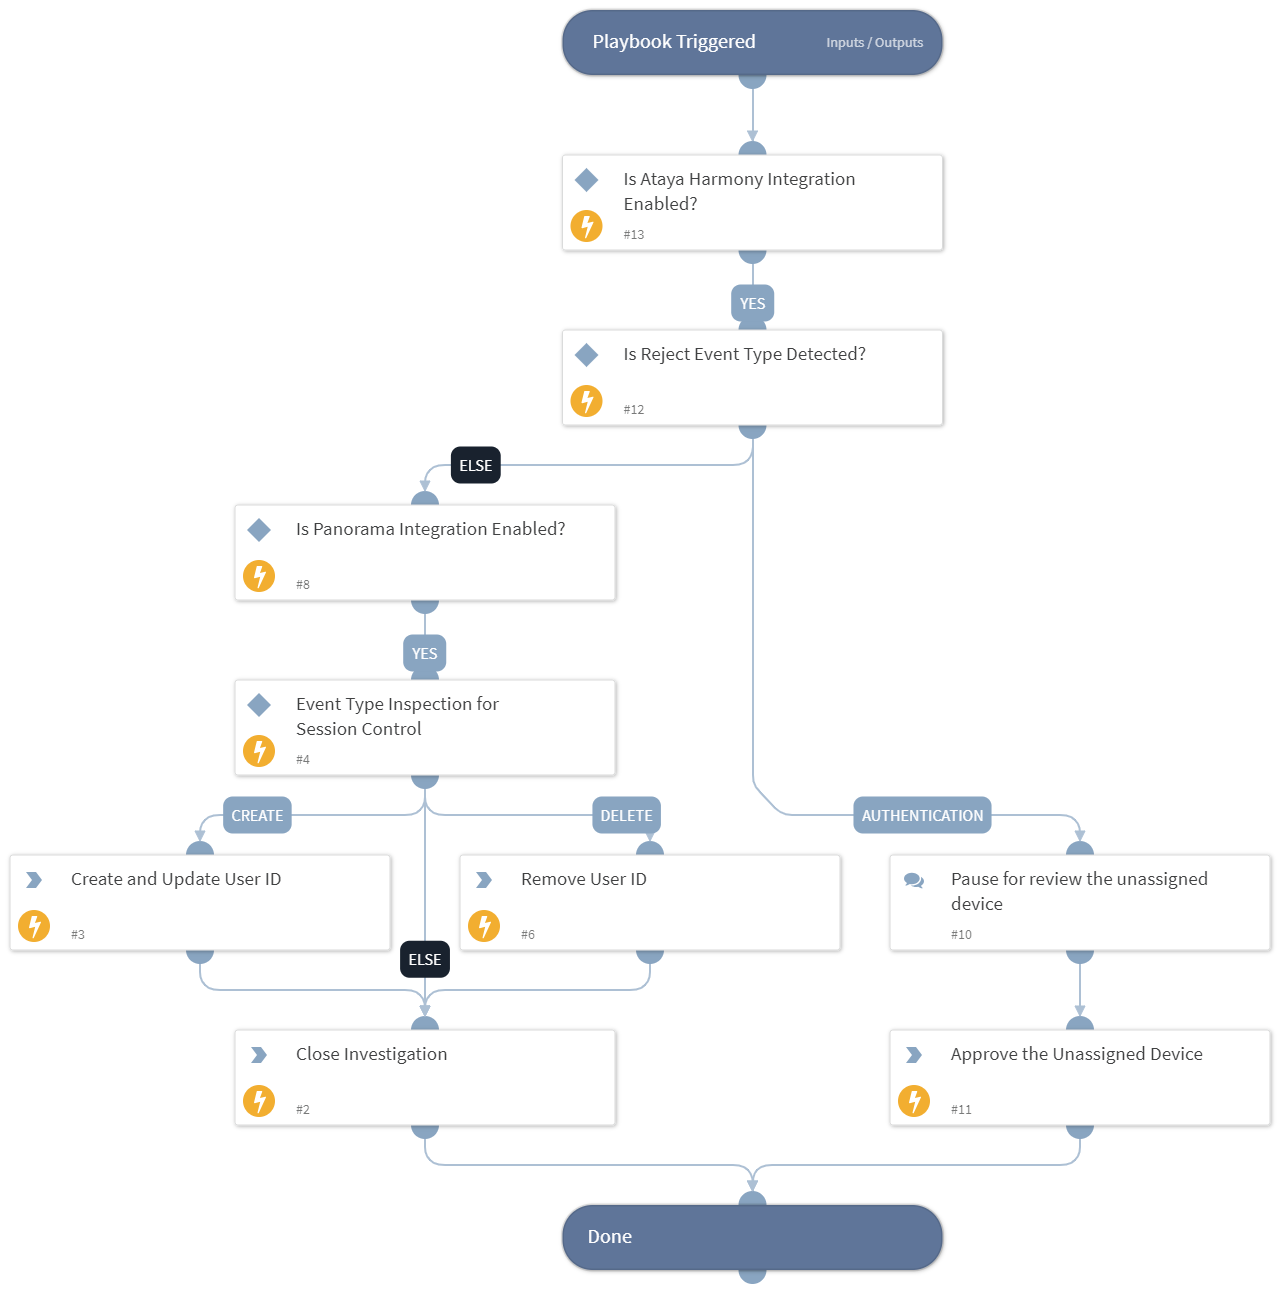 Playbook Triggered
Inputs / Outputs
Is Ataya Harmony Integration
Enabled?
#13
YES
Is Reject Event Type Detected?
#12
ELSE
Is Panorama Integration Enabled?
#8
YES
Event Type Inspection for
Session Control
#4
CREATE
DELETE
AUTHENTICATION
Create and Update User ID
#3
Remove User ID
#6
Pause for review the unassigned
device
#10
ELSE
Close Investigation
#2
Approve the Unassigned Device
#11
Done